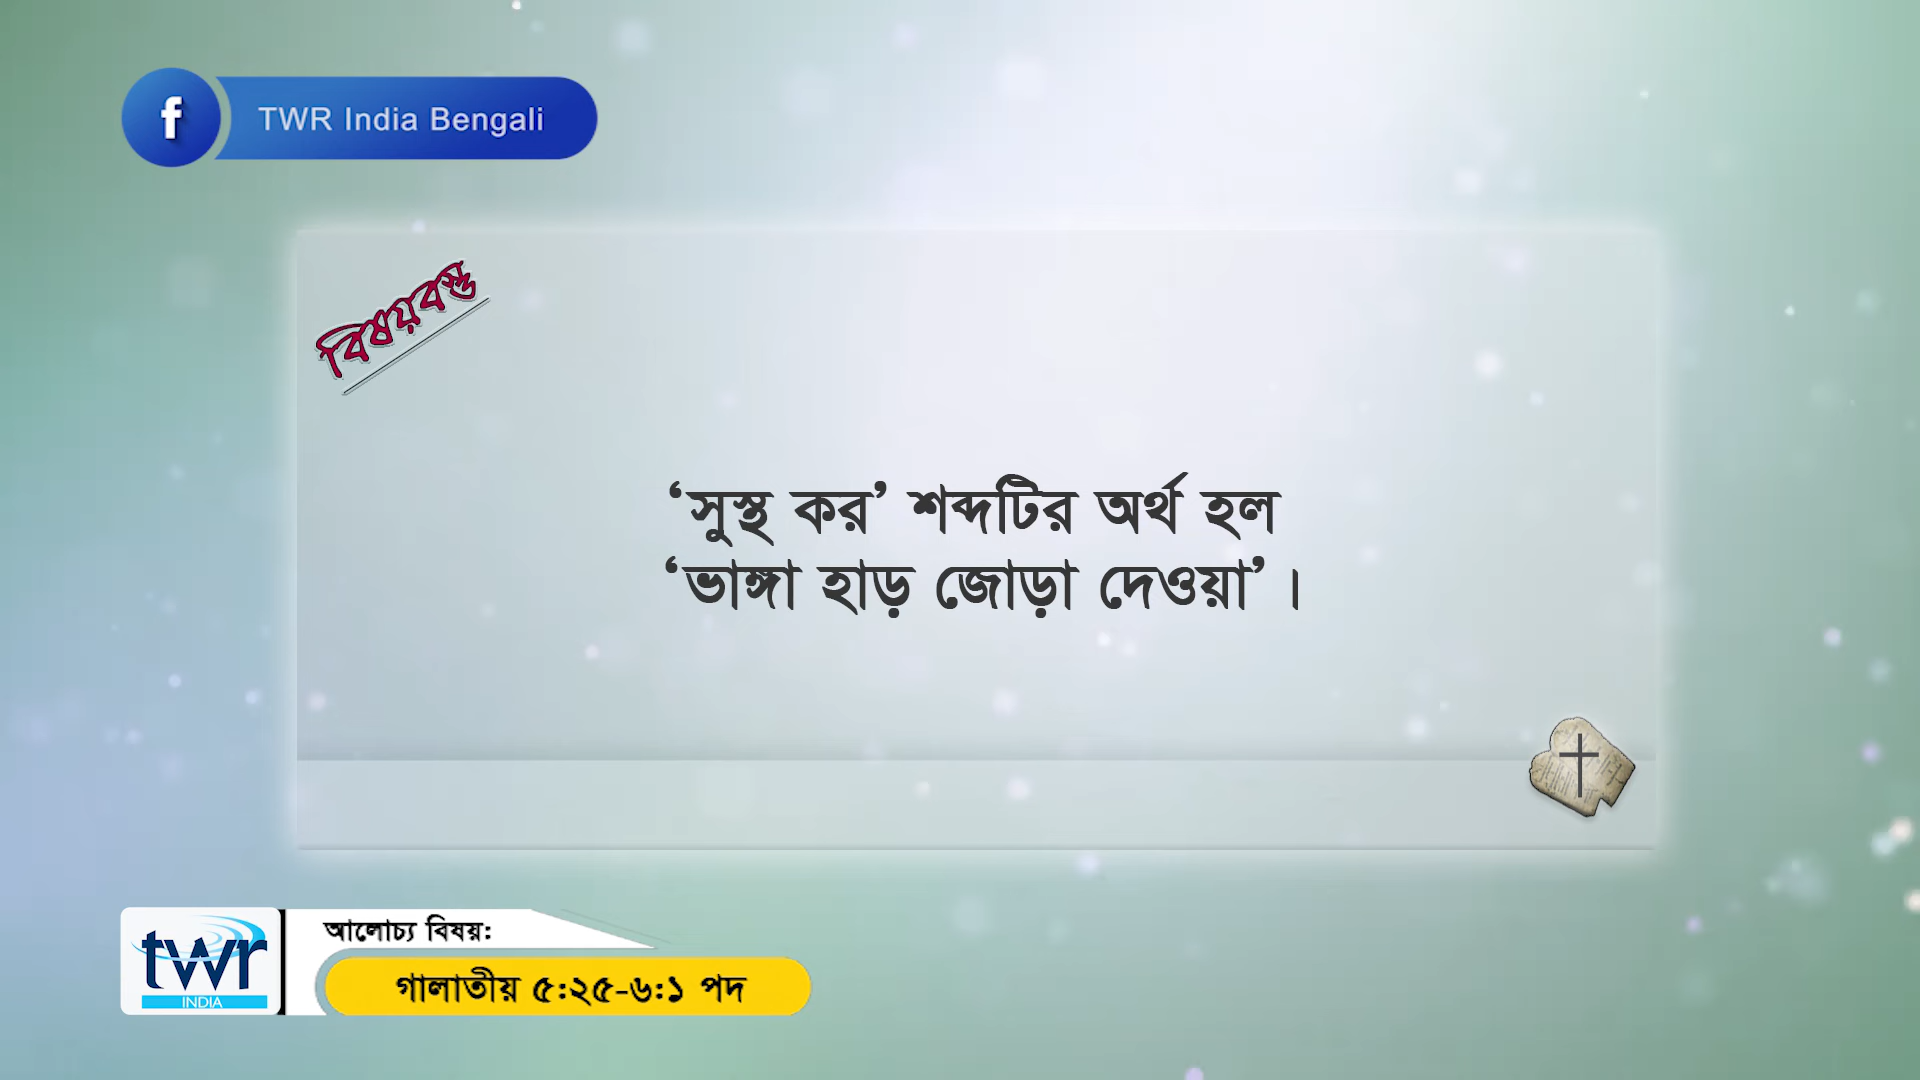 f TWR India Bengali
বিষয়বস্তু
‘সুস্থ কর’ শব্দটির অর্থ হল
‘ভাঙ্গা হাড় জোড়া দেওয়া’ ।
twr
INDIA
আলোচ্য বিষয়:
গালাতীয় ৫:২৫-৬:১ পদ